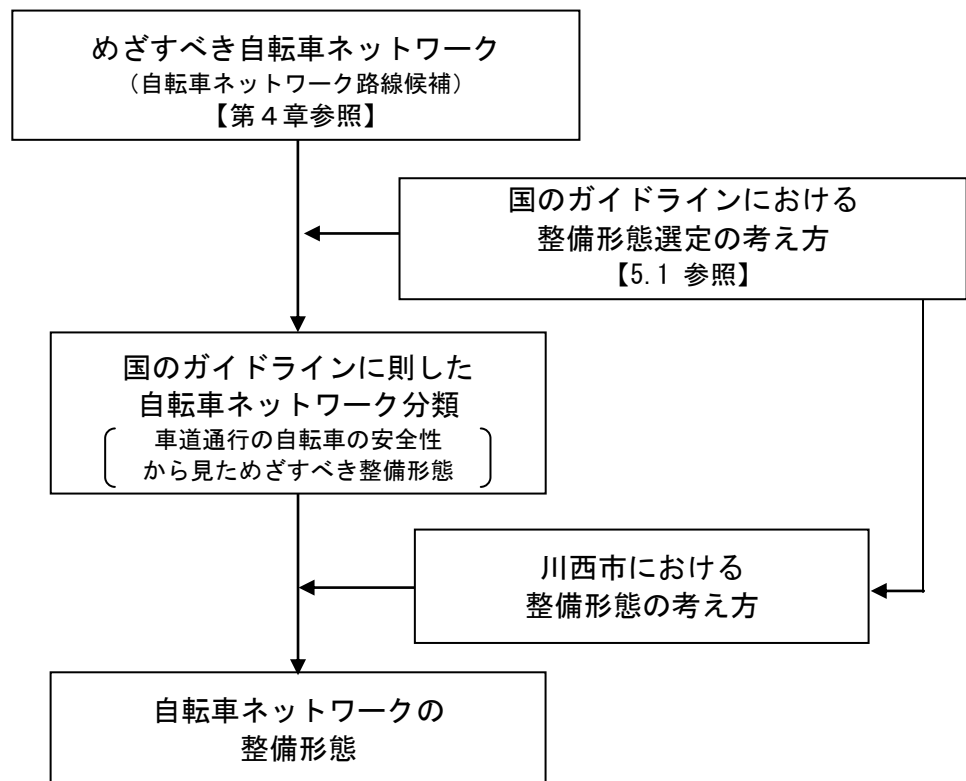 めざすべき自転車ネットワーク
（自転車ネットワーク路線候補）
【第４章参照】
国のガイドラインにおける
整備形態選定の考え方
【5.1 参照】
国のガイドラインに則した
自転車ネットワーク分類
車道通行の自転車の安全性
から見ためざすべき整備形態
川西市における
整備形態の考え方
自転車ネットワークの
整備形態